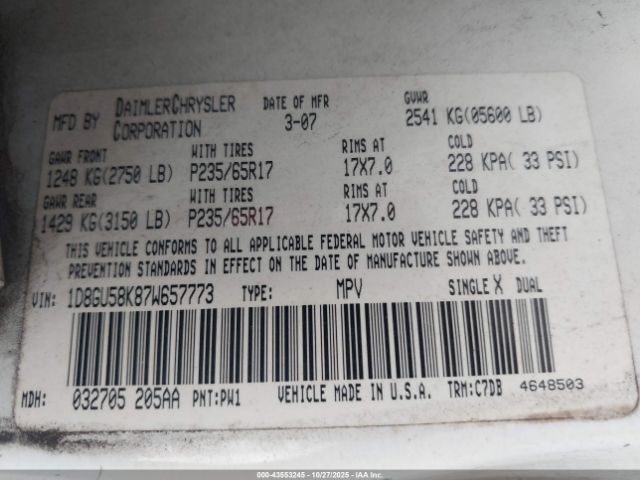 MFD BY DAIMLERCHRYSLER CORPORATION DATE OF MFR 3-07 GVWR 2541 KG(05600 LB)
GAWR FRONT WITH TIRES RIMS AT COLD
1248 KG(2750 LB) P235/65R17 17X7.0 228 KPA( 33 PSI)
GAWR REAR WITH TIRES RIMS AT COLD
1429 KG(3150 LB) P235/65R17 17X7.0 228 KPA( 33 PSI)
THIS VEHICLE CONFORMS TO ALL APPLICABLE FEDERAL MOTOR VEHICLE SAFETY AND THEFT
PREVENTION STANDARDS IN EFFECT ON THE DATE OF MANUFACTURE SHOWN ABOVE.
VIN: 1D8GU58K87W657773 TYPE: MPV SINGLE X DUAL
MDH: 032705 205AA PNT:PW1 VEHICLE MADE IN U.S.A. TRM:C7DB 4648503
000-43553245 - 10/27/2025 - IAAI.COM